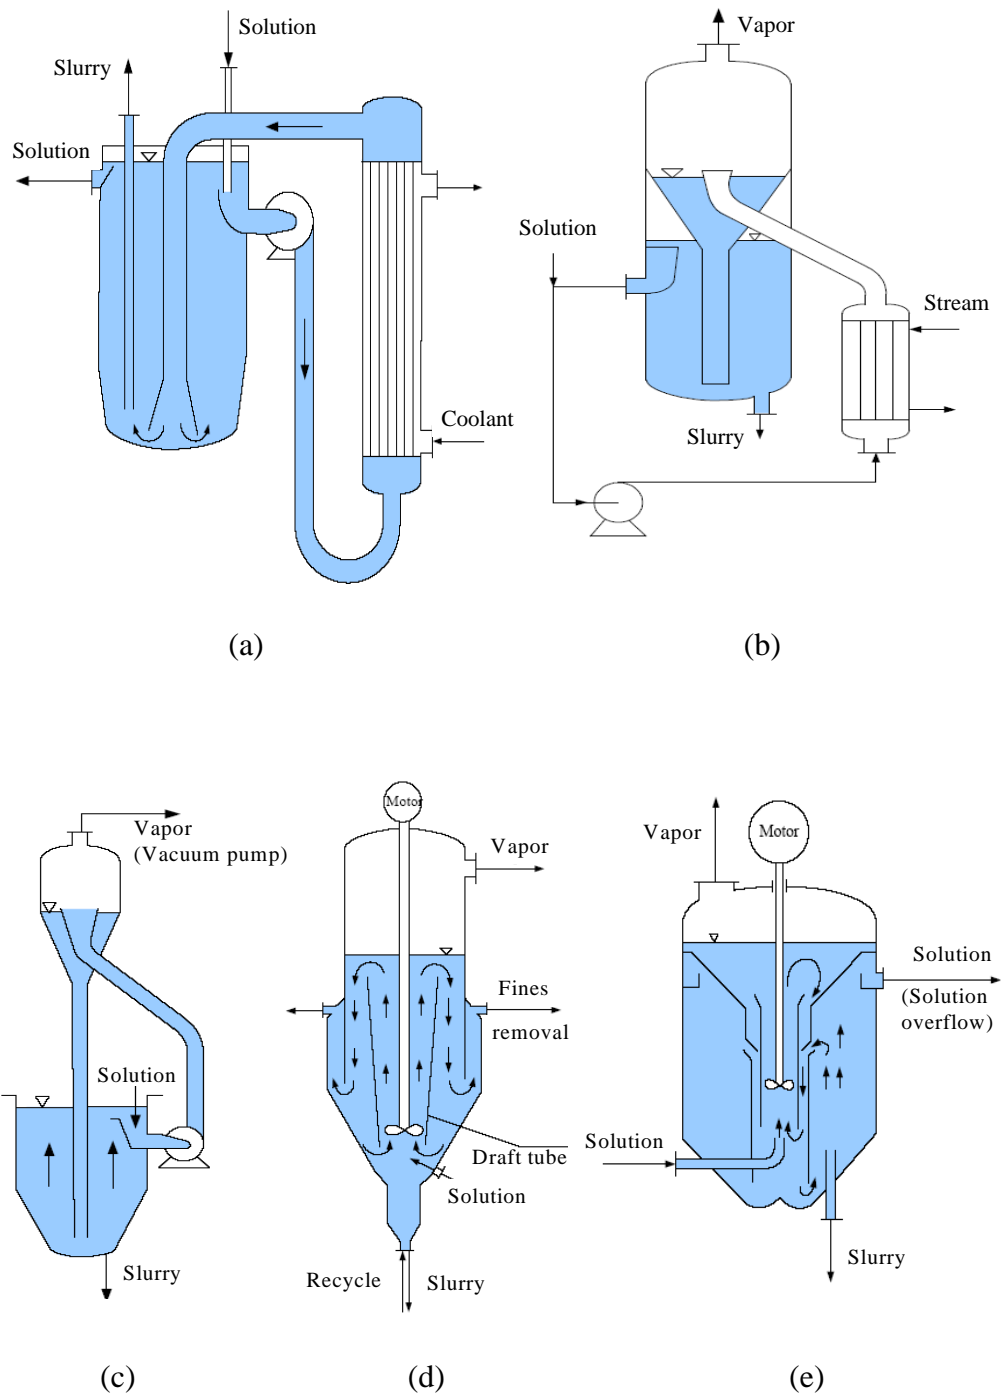 Solution
Slurry
Solution
Coolant
(a)
Vapor
Solution
Stream
Slurry
(b)
Vapor
(Vacuum pump)
Solution
Slurry
(c)
Motor
Vapor
Fines
removal
Draft tube
Solution
Recycle
Slurry
(d)
Vapor
Motor
Solution
(Solution
overflow)
Solution
Slurry
(e)